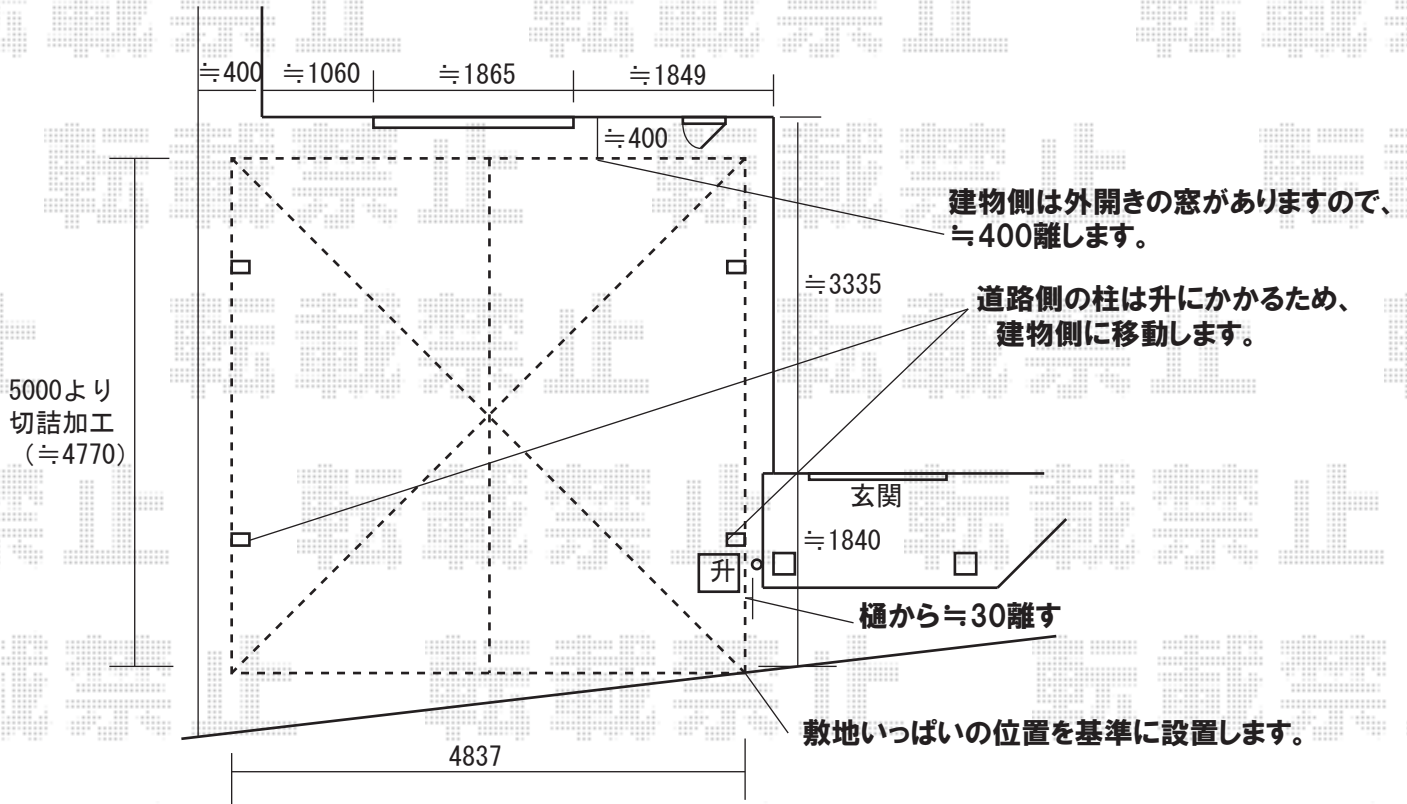 ≒400
≒1060
≒1865
≒1849
≒400
建物側は外開きの窓がありますので、
≒400離します。
≒3335
道路側の柱は升にかかるため、
建物側に移動します。
5000より
切詰加工
（≒4770）
玄関
≒1840
升
樋から≒30離す
敷地いっぱいの位置を基準に設置します。
4837
転載禁止